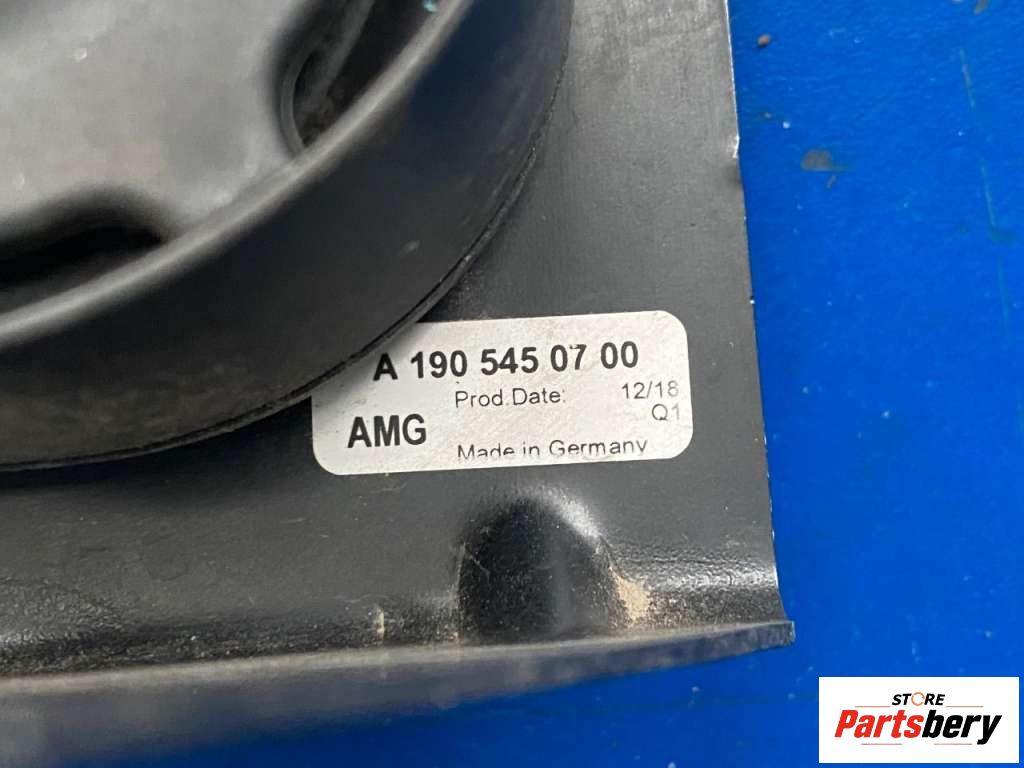 A 190 545 07 00
Prod.Date: 12/18
Q1
AMG
Made in Germany
STORE
Partsbery